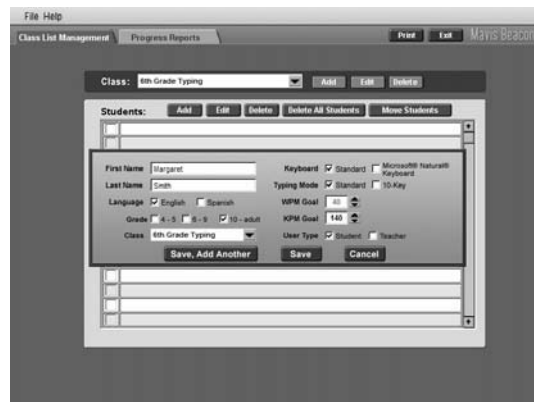 File Help
Class List Management Progress Reports Print Exit Mavis Beacon
Class: 6th Grade Typing Add Edit Delete
Students: Add Edit Delete Delete All Students Move Students
First Name Margaret Keyboard Standard Microsoft® Natural® Keyboard
Last Name Smith Typing Mode Standard 10-Key
Language English Spanish WPM Goal 40
Grade 4 - 5 6 - 9 10 - adult KPM Goal 140
Class 6th Grade Typing User Type Student Teacher
Save, Add Another Save Cancel